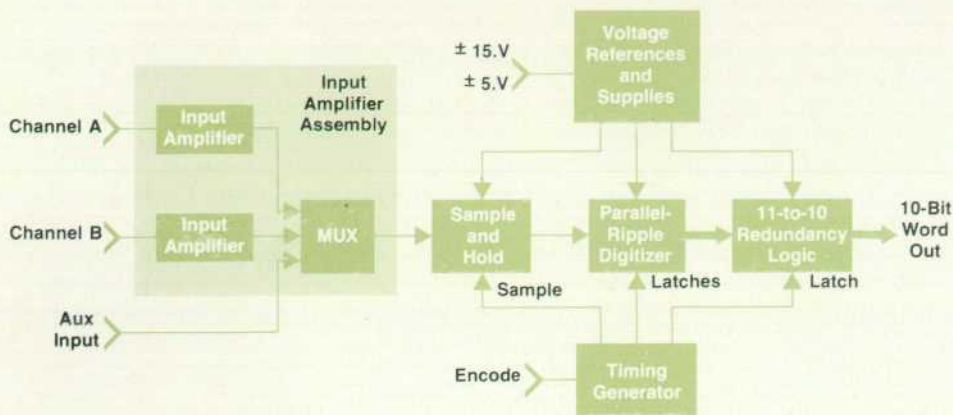 Voltage
References
and
Supplies
± 15.V
± 5.V
Input
Amplifier
Assembly
Channel A
Input
Amplifier
Channel B
Input
Amplifier
MUX
Sample
and
Hold
Parallel-
Ripple
Digitizer
11-to-10
Redundancy
Logic
10-Bit
Word
Out
Aux
Input
Sample
Latches
Latch
Encode
Timing
Generator